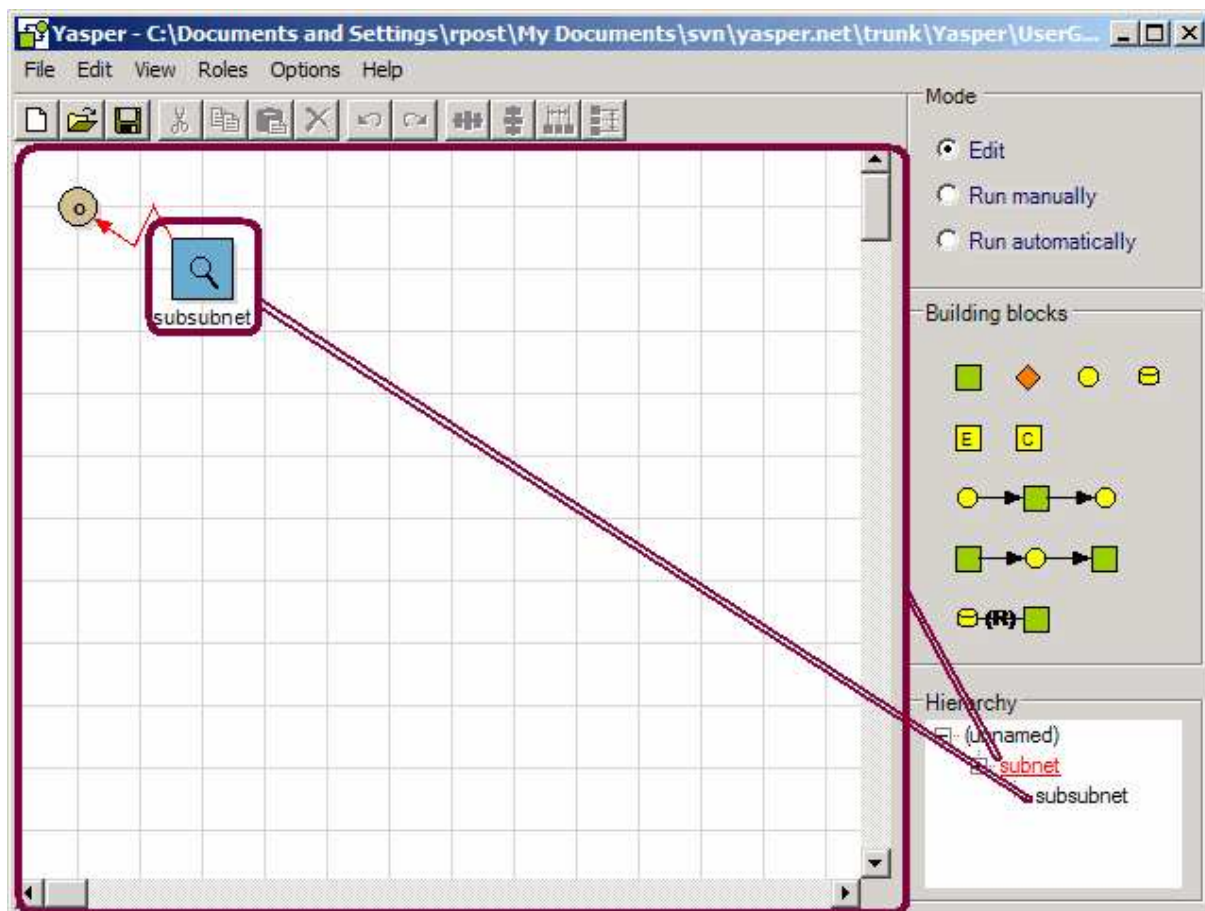 Yasper - C:\Documents and Settings\rpost\My Documents\svn\yasper.net\trunk\Yasper\UserG...
File Edit View Roles Options Help
Mode
Edit
Run manually
Run automatically
o
subsubnet
Building blocks
E C
(R)
Hierarchy
(unnamed)
subnet
subsubnet